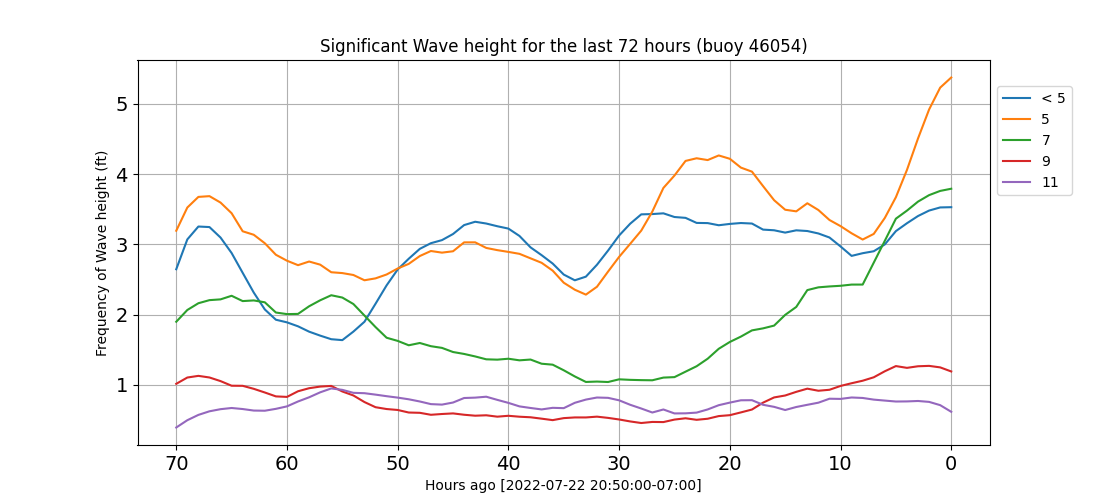 Significant Wave height for the last 72 hours (buoy 46054)
Frequency of Wave height (ft)
5
4
3
2
1
70 60 50 40 30 20 10 0
Hours ago [2022-07-22 20:50:00-07:00]
< 5
5
7
9
11